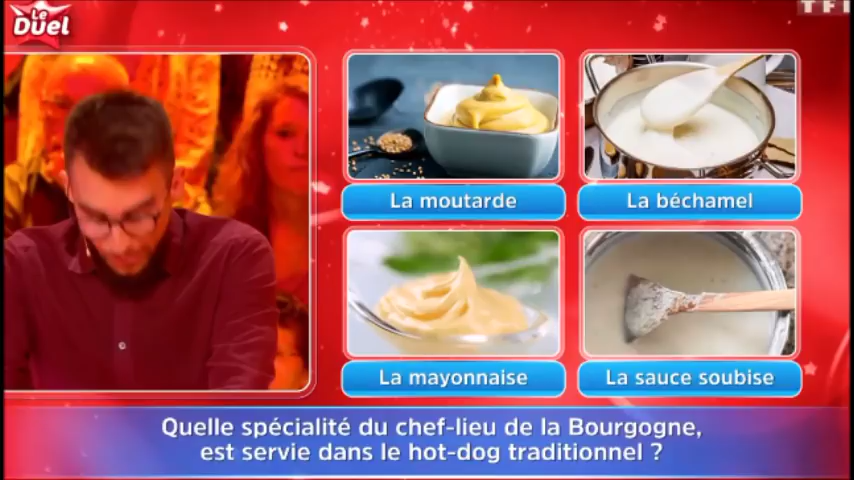 Le
DUEL
TF1
La moutarde
La béchamel
La mayonnaise
La sauce soubise
Quelle spécialité du chef-lieu de la Bourgogne,
est servie dans le hot-dog traditionnel ?